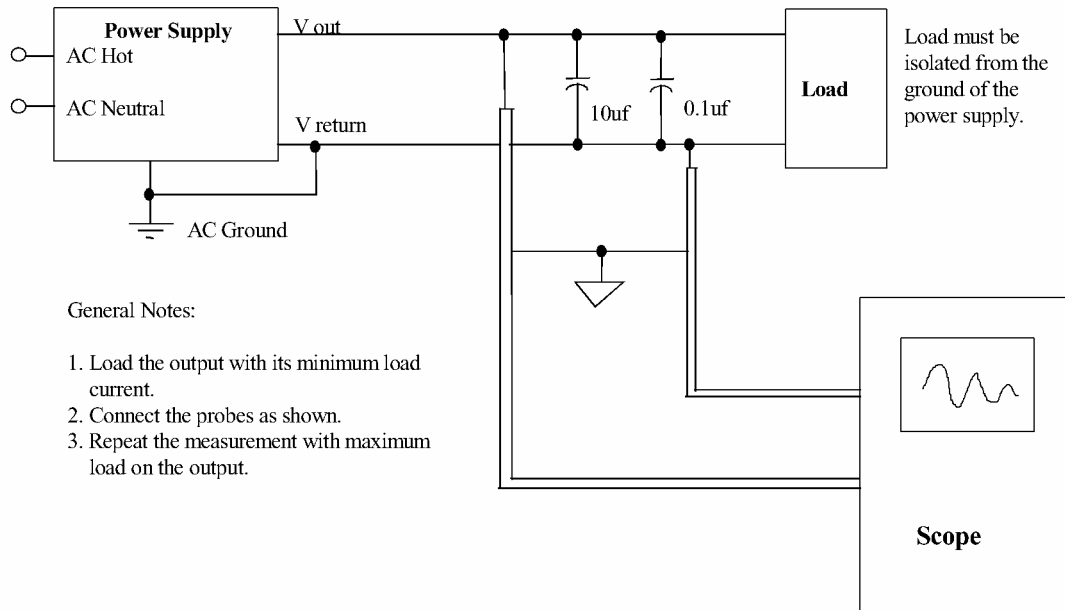 Power Supply
V out
AC Hot
AC Neutral
V return
AC Ground
10uf
0.1uf
Load
Load must be
isolated from the
ground of the
power supply.
General Notes:
1. Load the output with its minimum load
current.
2. Connect the probes as shown.
3. Repeat the measurement with maximum
load on the output.
Scope